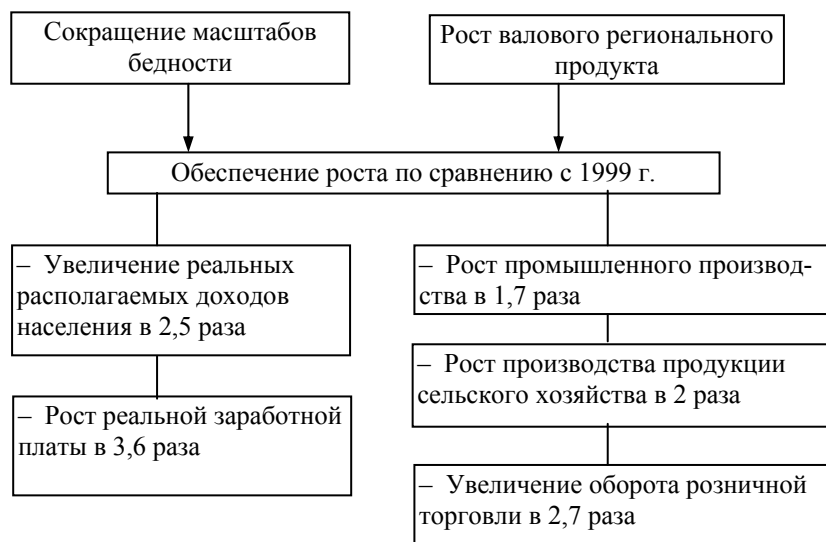 Сокращение масштабов
бедности
Рост валового регионального
продукта
Обеспечение роста по сравнению с 1999 г.
– Увеличение реальных
располагаемых доходов
населения в 2,5 раза
– Рост реальной заработной
платы в 3,6 раза
– Рост промышленного производ-
ства в 1,7 раза
– Рост производства продукции
сельского хозяйства в 2 раза
– Увеличение оборота розничной
торговли в 2,7 раза